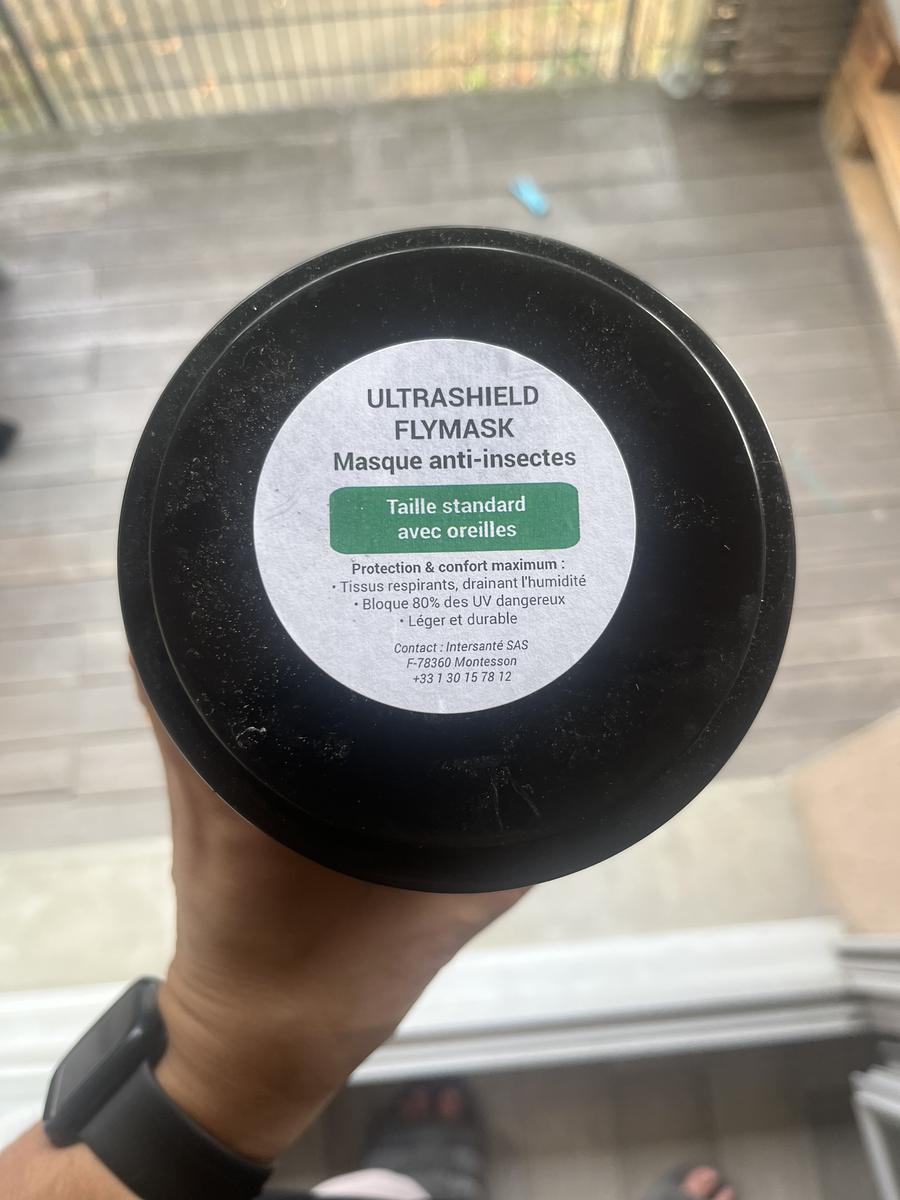 ULTRASHIELD
FLYMASK
Masque anti-insectes
Taille standard
avec oreilles
Protection & confort maximum :
• Tissus respirants, drainant l'humidité
• Bloque 80% des UV dangereux
• Léger et durable
Contact : Intersanté SAS
F-78360 Montesson
+33 1 30 15 78 12